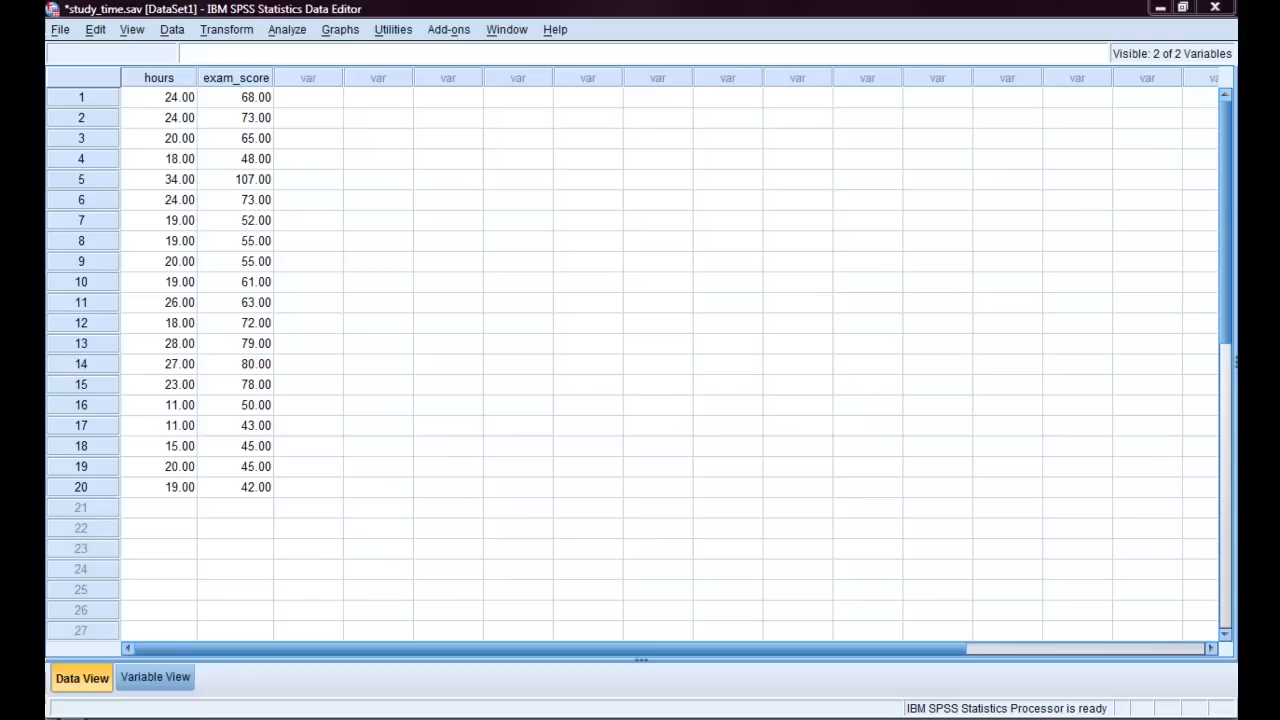 *study_time.sav [DataSet1] - IBM SPSS Statistics Data Editor
File Edit View Data Transform Analyze Graphs Utilities Add-ons Window Help
Visible: 2 of 2 Variables
hours exam_score var var var var var var var var var var var var var va
1 24.00 68.00
2 24.00 73.00
3 20.00 65.00
4 18.00 48.00
5 34.00 107.00
6 24.00 73.00
7 19.00 52.00
8 19.00 55.00
9 20.00 55.00
10 19.00 61.00
11 26.00 63.00
12 18.00 72.00
13 28.00 79.00
14 27.00 80.00
15 23.00 78.00
16 11.00 50.00
17 11.00 43.00
18 15.00 45.00
19 20.00 45.00
20 19.00 42.00
21
22
23
24
25
26
27
Data View Variable View
IBM SPSS Statistics Processor is ready